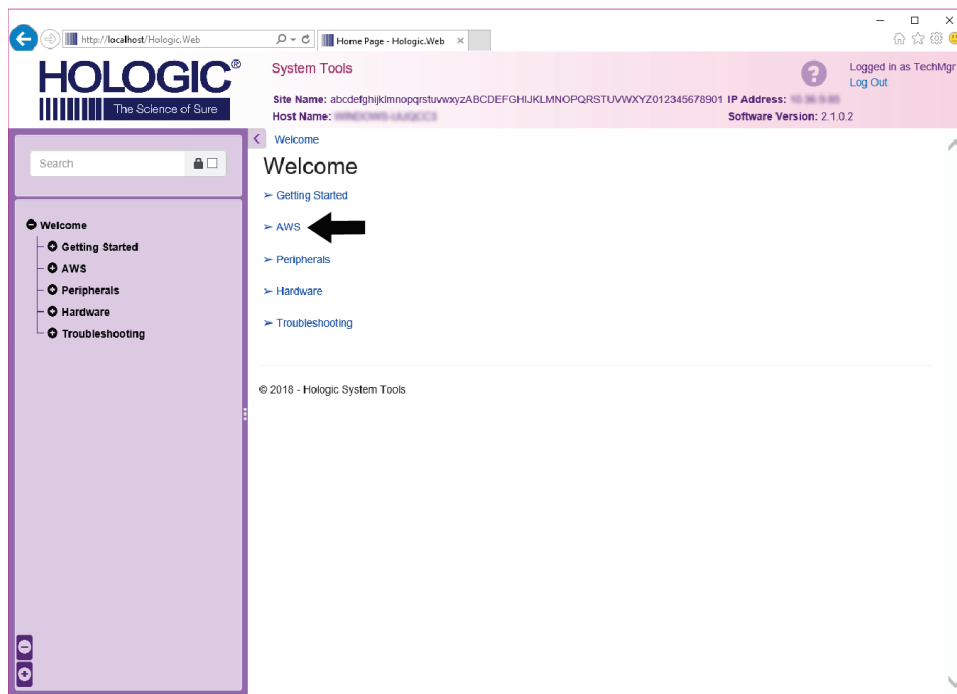 http://localhost/Hologic.Web
Home Page - Hologic.Web
HOLOGIC®
The Science of Sure
System Tools
Logged in as TechMgr
Log Out
Site Name: abcdefghijklmnopqrstuvwxyzABCDEFGHIJKLMNOPQRSTUVWXYZ012345678901 IP Address:
Host Name: Software Version: 2.1.0.2
Search
Welcome
Getting Started
AWS
Peripherals
Hardware
Troubleshooting
Welcome
Welcome
➢ Getting Started
➢ AWS
➢ Peripherals
➢ Hardware
➢ Troubleshooting
© 2018 - Hologic System Tools